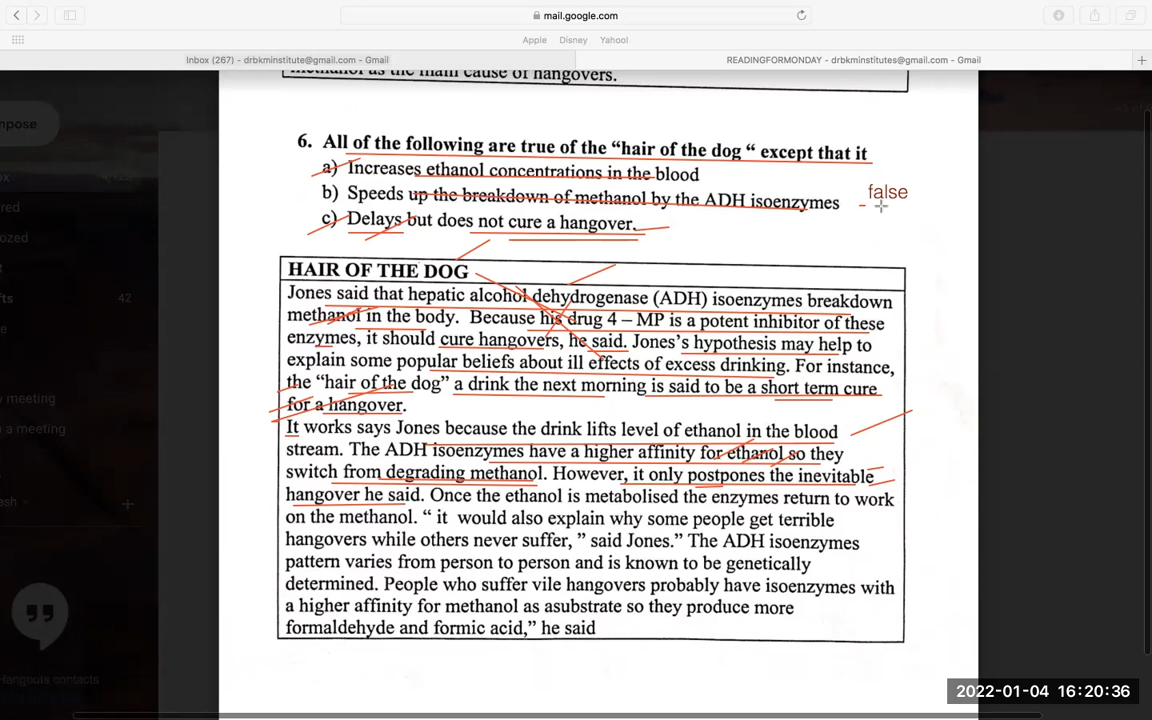 mail.google.com
Apple Disney Yahoo!
Inbox (267) - drbkminstitute@gmail.com - Gmail
READINGFORMONDAY - drbkminstitutes@gmail.com - Gmail
methanol as the main cause of hangovers.
6. All of the following are true of the "hair of the dog " except that it
a) Increases ethanol concentrations in the blood
b) Speeds up the breakdown of methanol by the ADH isoenzymes
false
c) Delays but does not cure a hangover.
HAIR OF THE DOG
Jones said that hepatic alcohol dehydrogenase (ADH) isoenzymes breakdown
methanol in the body. Because his drug 4 – MP is a potent inhibitor of these
enzymes, it should cure hangovers, he said. Jones's hypothesis may help to
explain some popular beliefs about ill effects of excess drinking. For instance,
the "hair of the dog" a drink the next morning is said to be a short term cure
for a hangover.
It works says Jones because the drink lifts level of ethanol in the blood
stream. The ADH isoenzymes have a higher affinity for ethanol so they
switch from degrading methanol. However, it only postpones the inevitable
hangover he said. Once the ethanol is metabolised the enzymes return to work
on the methanol. " it would also explain why some people get terrible
hangovers while others never suffer, " said Jones." The ADH isoenzymes
pattern varies from person to person and is known to be genetically
determined. People who suffer vile hangovers probably have isoenzymes with
a higher affinity for methanol as asubstrate so they produce more
formaldehyde and formic acid," he said
mpose
42
meeting
a meeting
Hangouts contacts
2022-01-04 16:20:36